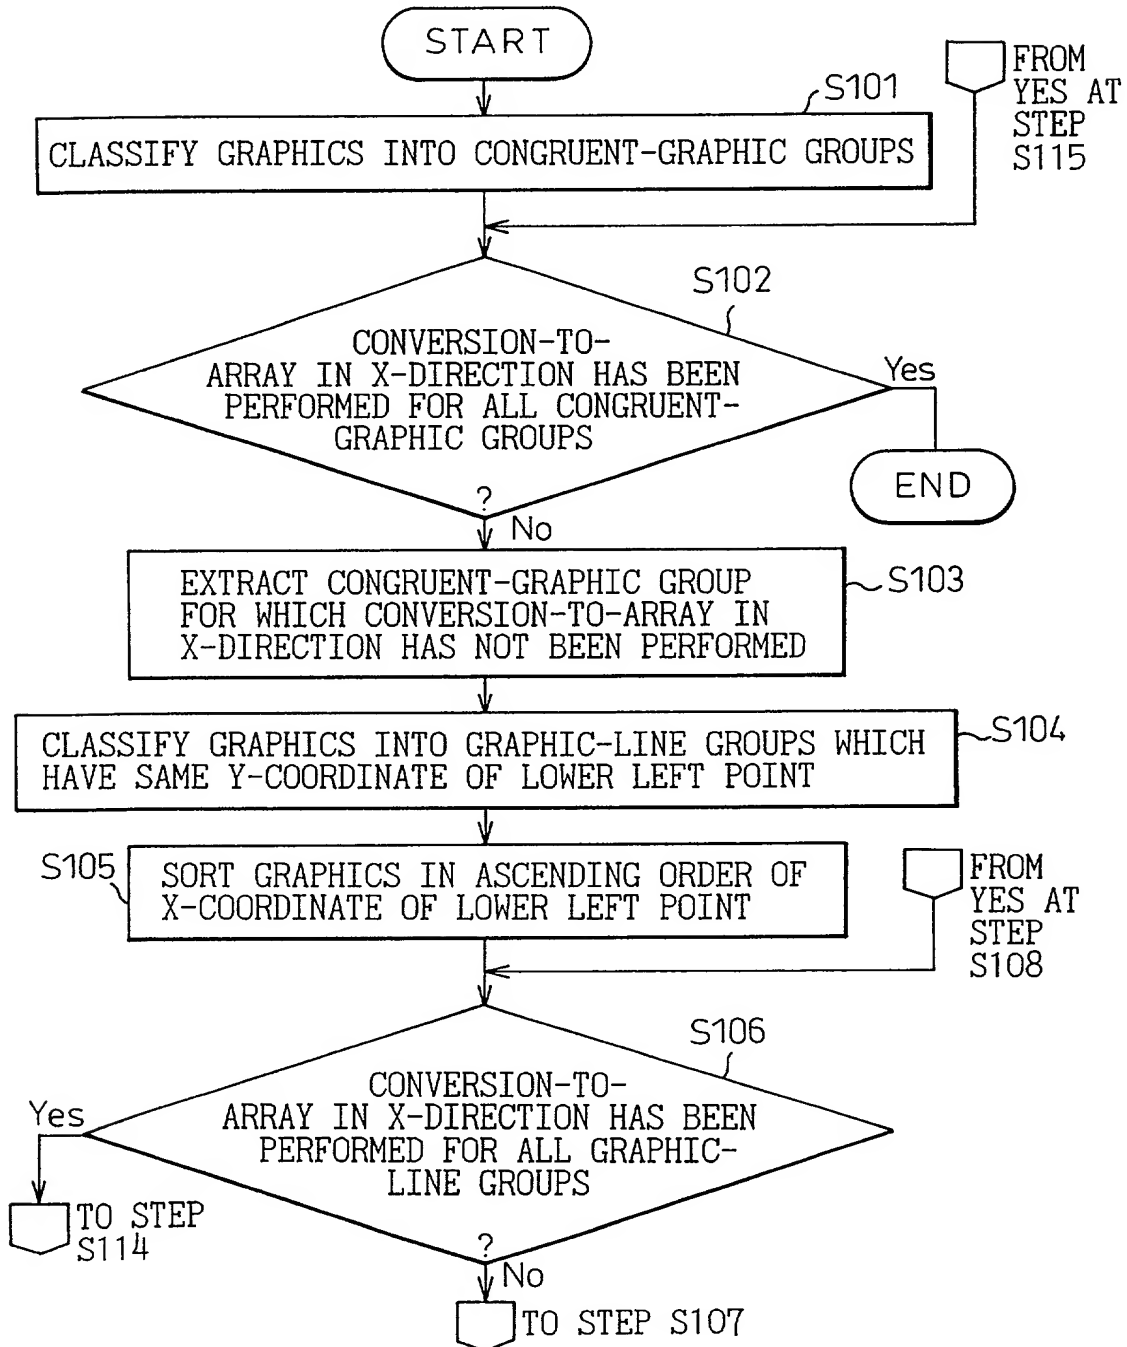 START
FROM
YES AT
STEP
S115
S101
CLASSIFY GRAPHICS INTO CONGRUENT-GRAPHIC GROUPS
S102
CONVERSION-TO-
ARRAY IN X-DIRECTION HAS BEEN
PERFORMED FOR ALL CONGRUENT-
GRAPHIC GROUPS
?
Yes
END
No
S103
EXTRACT CONGRUENT-GRAPHIC GROUP
FOR WHICH CONVERSION-TO-ARRAY IN
X-DIRECTION HAS NOT BEEN PERFORMED
S104
CLASSIFY GRAPHICS INTO GRAPHIC-LINE GROUPS WHICH
HAVE SAME Y-COORDINATE OF LOWER LEFT POINT
S105
SORT GRAPHICS IN ASCENDING ORDER OF
X-COORDINATE OF LOWER LEFT POINT
FROM
YES AT
STEP
S108
S106
CONVERSION-TO-
ARRAY IN X-DIRECTION HAS BEEN
PERFORMED FOR ALL GRAPHIC-
LINE GROUPS
?
Yes
TO STEP
S114
No
TO STEP S107